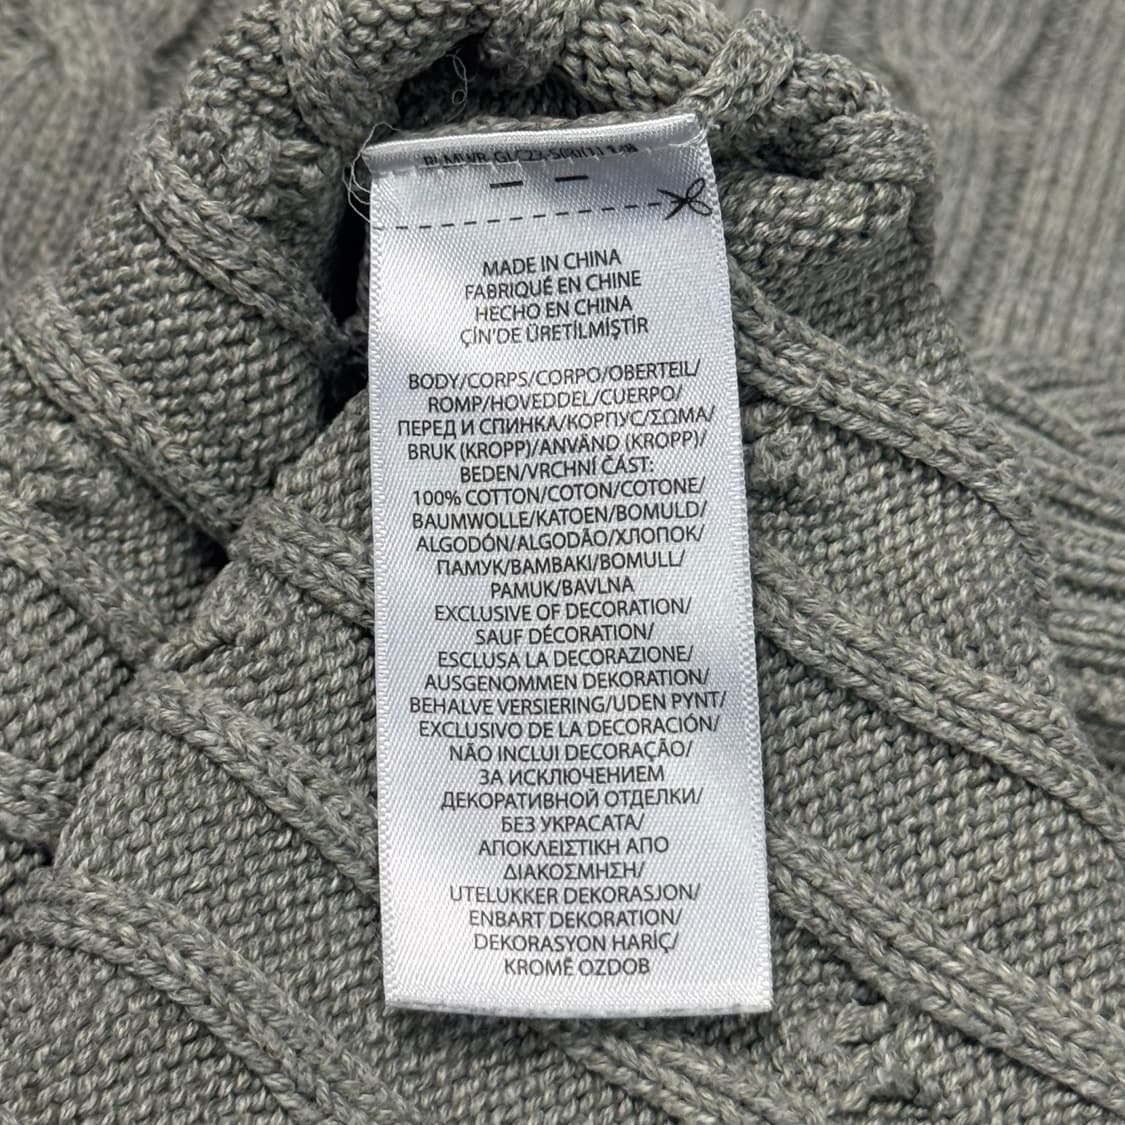 MADE IN CHINA
FABRIQUÉ EN CHINE
HECHO EN CHINA
ÇİN'DE ÜRETİLMİŞTİR
BODY/CORPS/CORPO/OBERTEIL/
ROMP/HOVEDDEL/CUERPO/
ПЕРЕД И СПИНКА/КОРПУС/ΣΩΜΑ/
BRUK (KROPP)/ANVÄND (KROPP)/
BEDEN/VRCHNÍ ČÁST:
100% COTTON/COTON/COTONE/
BAUMWOLLE/KATOEN/BOMULD/
ALGODÓN/ALGODÃO/ХЛОПОК/
ПАМУК/ΒΑΜΒΑΚΙ/BOMULL/
PAMUK/BAVLNA
EXCLUSIVE OF DECORATION/
SAUF DÉCORATION/
ESCLUSA LA DECORAZIONE/
AUSGENOMMEN DEKORATION/
BEHALVE VERSIERING/UDEN PYNT/
EXCLUSIVO DE LA DECORACIÓN/
NÃO INCLUI DECORAÇÃO/
ЗА ИСКЛЮЧЕНИЕМ
ДЕКОРАТИВНОЙ ОТДЕЛКИ/
БЕЗ УКРАСАТА/
ΑΠΟΚΛΕΙΣΤΙΚΗ ΑΠΟ
ΔΙΑΚΟΣΜΗΣΗ/
UTELUKKER DEKORASJON/
ENBART DEKORATION/
DEKORASYON HARİÇ/
KROMĚ OZDOB